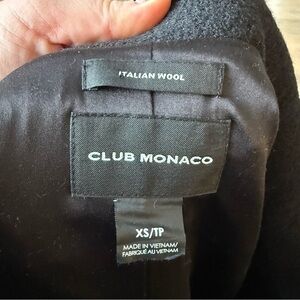 ITALIAN WOOL
CLUB MONACO
XS/TP
MADE IN VIETNAM/
FABRIQUÉ AU VIETNAM